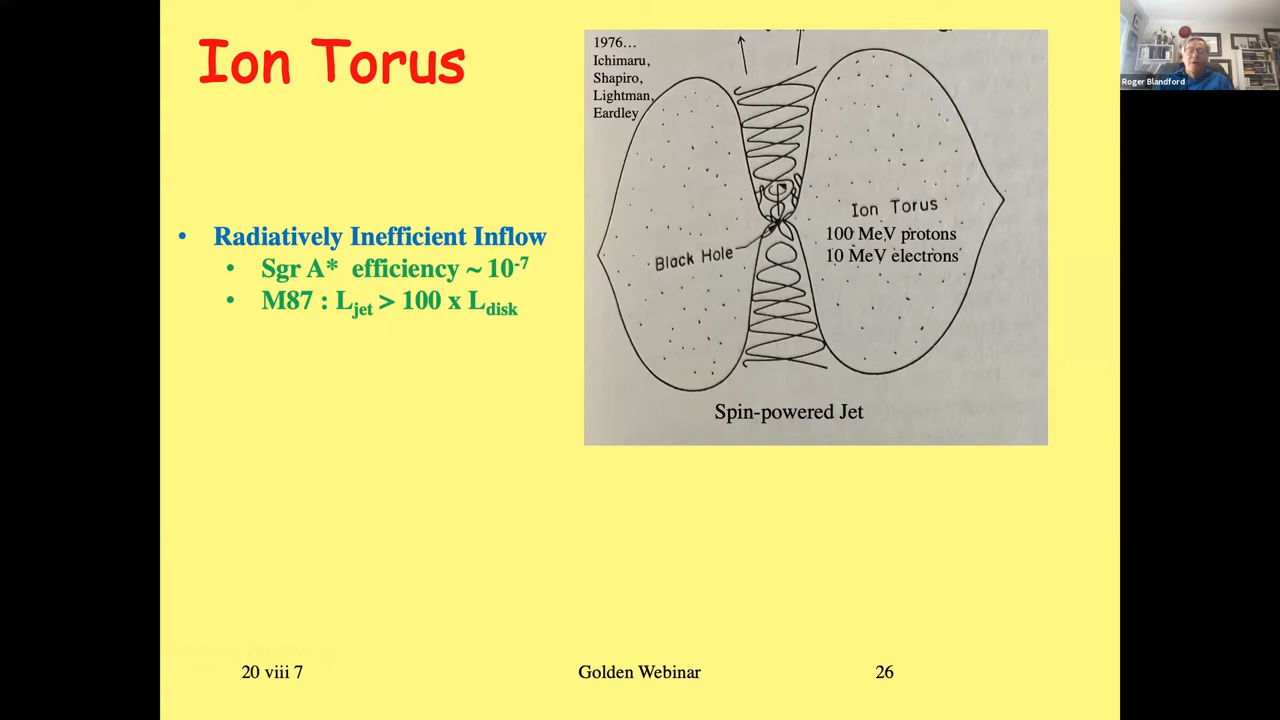 Ion Torus
1976…
Ichimaru,
Shapiro,
Lightman,
Eardley
Ion Torus
100 MeV protons
10 MeV electrons
Black Hole
Spin-powered Jet
• Radiatively Inefficient Inflow
• Sgr A* efficiency ~ 10⁻⁷
• M87 : L_jet > 100 x L_disk
20 viii 7
Golden Webinar
26
Roger Blandford